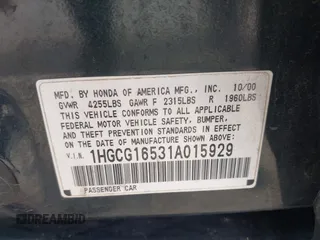 MFD. BY HONDA OF AMERICA MFG., INC. 10/00
GVWR 4255LBS GAWR F 2315LBS R 1960LBS
THIS VEHICLE CONFORMS TO ALL APPLICABLE
FEDERAL MOTOR VEHICLE SAFETY, BUMPER,
AND THEFT PREVENTION STANDARDS IN EFFECT
ON THE DATE OF MANUFACTURE SHOWN ABOVE.
V.I.N. 1HGCG16531A015929
PASSENGER CAR
DREAMBID